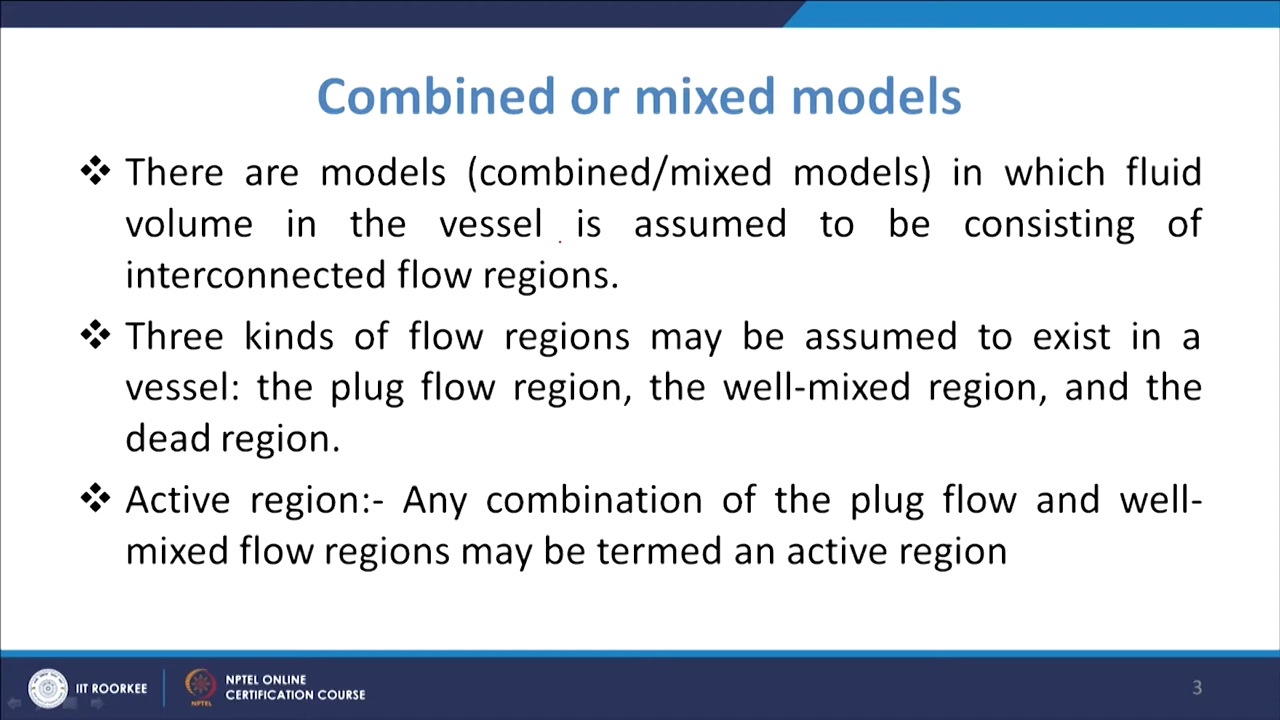 Combined or mixed models
❖ There are models (combined/mixed models) in which fluid
volume in the vessel is assumed to be consisting of
interconnected flow regions.
❖ Three kinds of flow regions may be assumed to exist in a
vessel: the plug flow region, the well-mixed region, and the
dead region.
❖ Active region:- Any combination of the plug flow and well-
mixed flow regions may be termed an active region
IIT ROORKEE
NPTEL
NPTEL ONLINE
CERTIFICATION COURSE
3